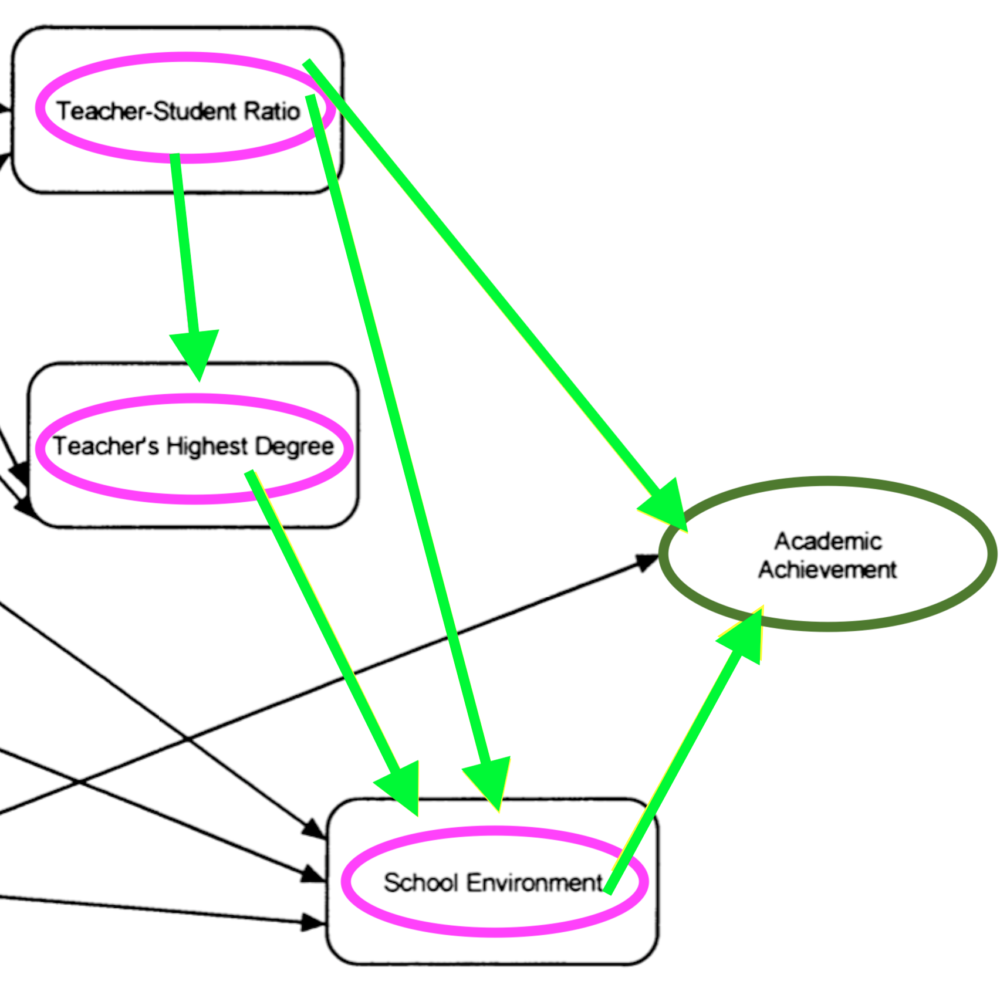 Teacher-Student Ratio
Teacher's Highest Degree
Academic
Achievement
School Environment